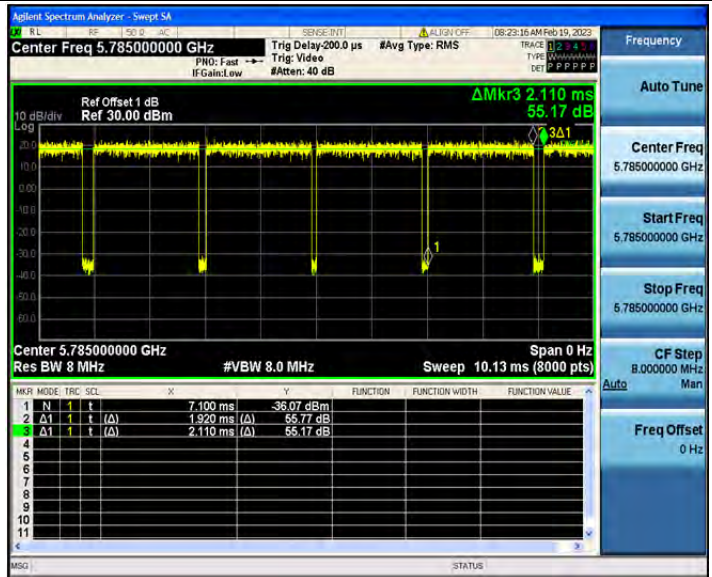 Agilent Spectrum Analyzer - Swept SA
RL RF 50 Ω AC SENSE:INT ALIGN OFF 08:23:16 AM Feb 19, 2023
Center Freq 5.785000000 GHz
PNO: Fast
IFGain:Low
Trig Delay-200.0 µs
Trig: Video
#Atten: 40 dB
#Avg Type: RMS
TRACE 1 2 3 4 5 6
TYPE
DET P P P P P P
ΔMkr3 2.110 ms
55.17 dB
Ref Offset 1 dB
10 dB/div Ref 30.00 dBm
Log
20.0
10.0
0.00
-10.0
-20.0
-30.0
-40.0
-50.0
-60.0
3Δ1
1
Center 5.785000000 GHz Span 0 Hz
Res BW 8 MHz #VBW 8.0 MHz Sweep 10.13 ms (8000 pts)
MKR MODE TRC SCL X Y FUNCTION FUNCTION WIDTH FUNCTION VALUE
1 N 1 t 7.100 ms -36.07 dBm
2 Δ1 1 t (Δ) 1.920 ms (Δ) 55.77 dB
3 Δ1 1 t (Δ) 2.110 ms (Δ) 55.17 dB
4
5
6
7
8
9
10
11
MSG STATUS
Frequency
Auto Tune
Center Freq
5.785000000 GHz
Start Freq
5.785000000 GHz
Stop Freq
5.785000000 GHz
CF Step
8.000000 MHz
Auto Man
Freq Offset
0 Hz